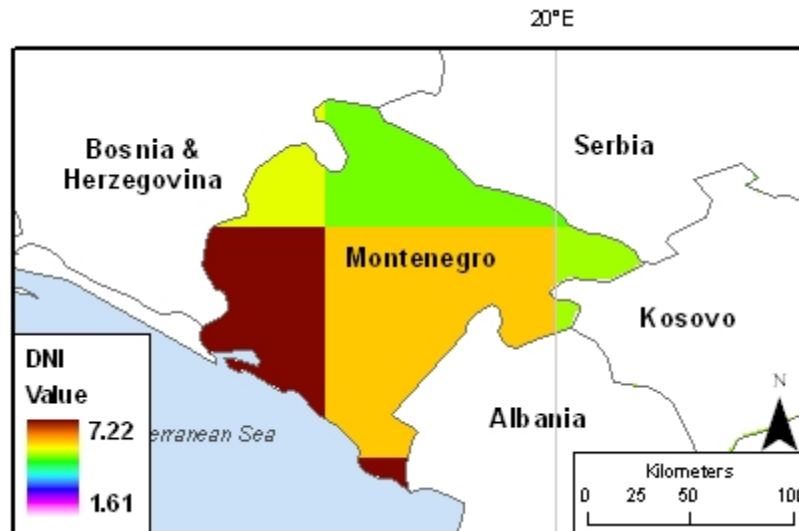 20°E
Bosnia &
Herzegovina
Serbia
Montenegro
Kosovo
Albania
DNI
Value
7.22
1.61
erranean Sea
N
Kilometers
0 25 50 100